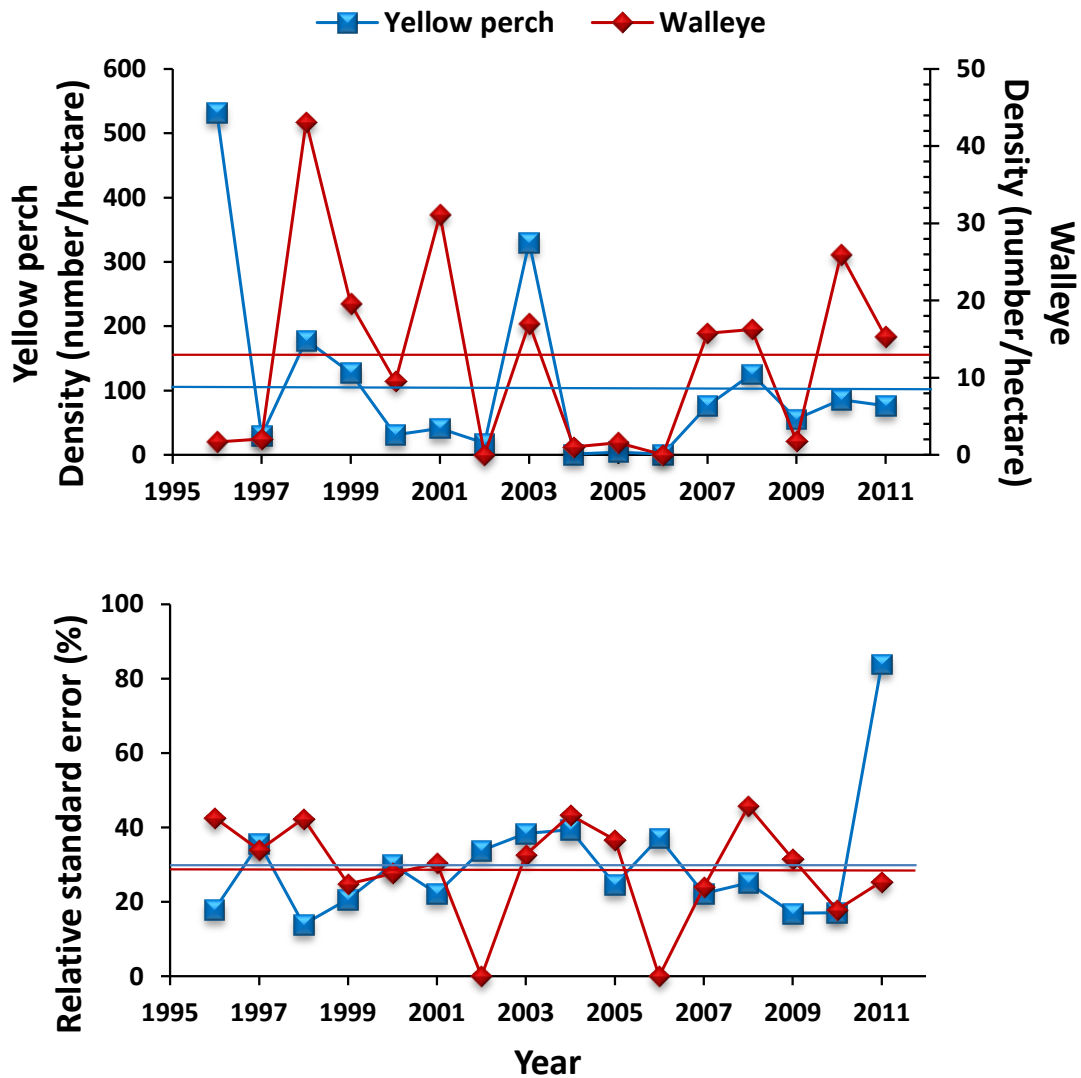 Yellow perch Walleye
600
500
400
300
200
100
0
50
40
30
20
10
0
Yellow perch
Density (number/hectare)
Density (number/hectare)
Walleye
1995 1997 1999 2001 2003 2005 2007 2009 2011
100
80
60
40
20
0
Relative standard error (%)
1995 1997 1999 2001 2003 2005 2007 2009 2011
Year